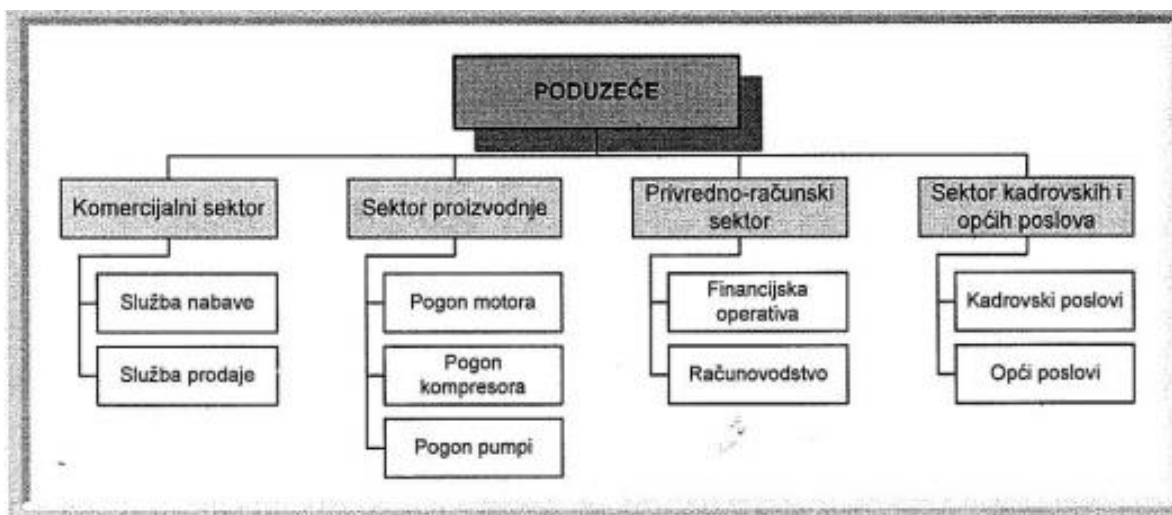 PODUZEĆE
Komercijalni sektor
Služba nabave
Služba prodaje
Sektor proizvodnje
Pogon motora
Pogon
kompresora
Pogon pumpi
Privredno-računski
sektor
Financijska
operativa
Računovodstvo
Sektor kadrovskih i
općih poslova
Kadrovski poslovi
Opći poslovi